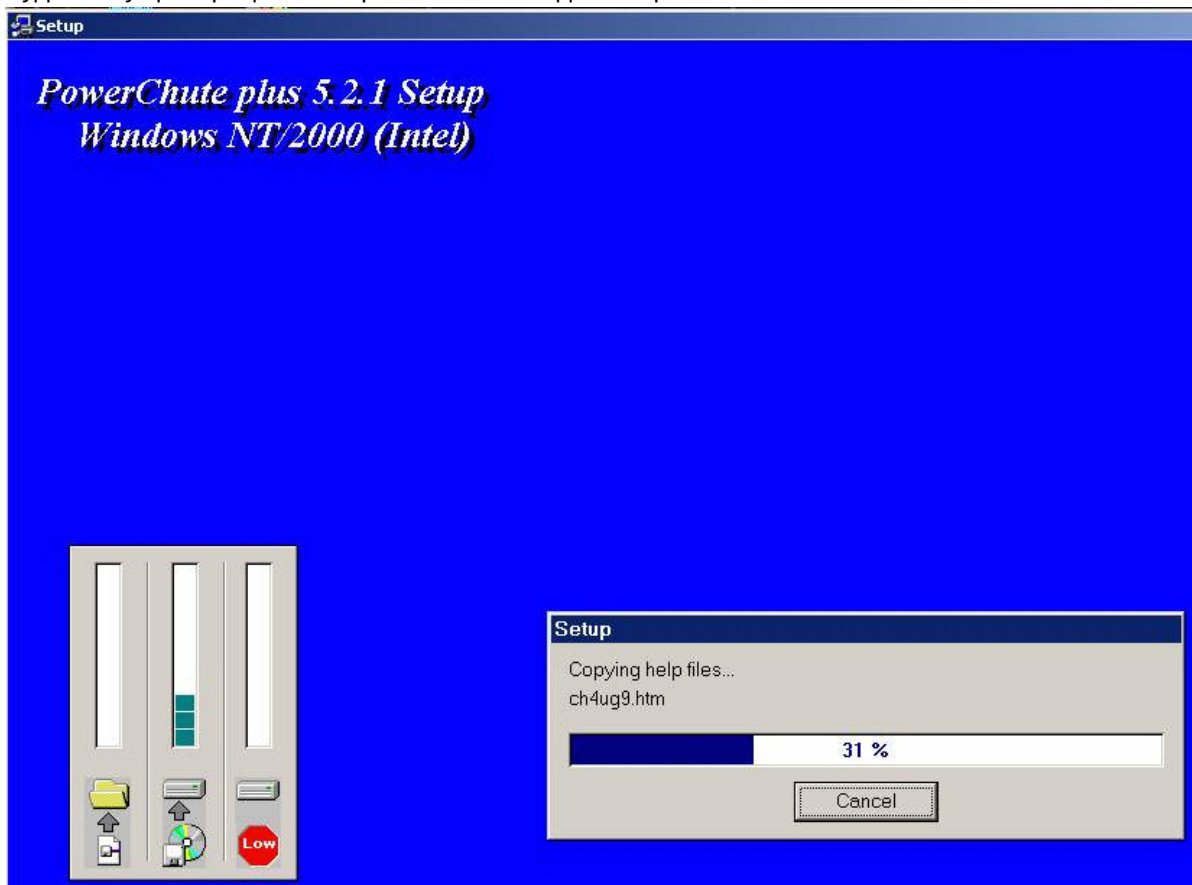 Setup
PowerChute plus 5.2.1 Setup
Windows NT/2000 (Intel)
Setup
Copying help files...
ch4ug9.htm
31 %
Cancel
Low